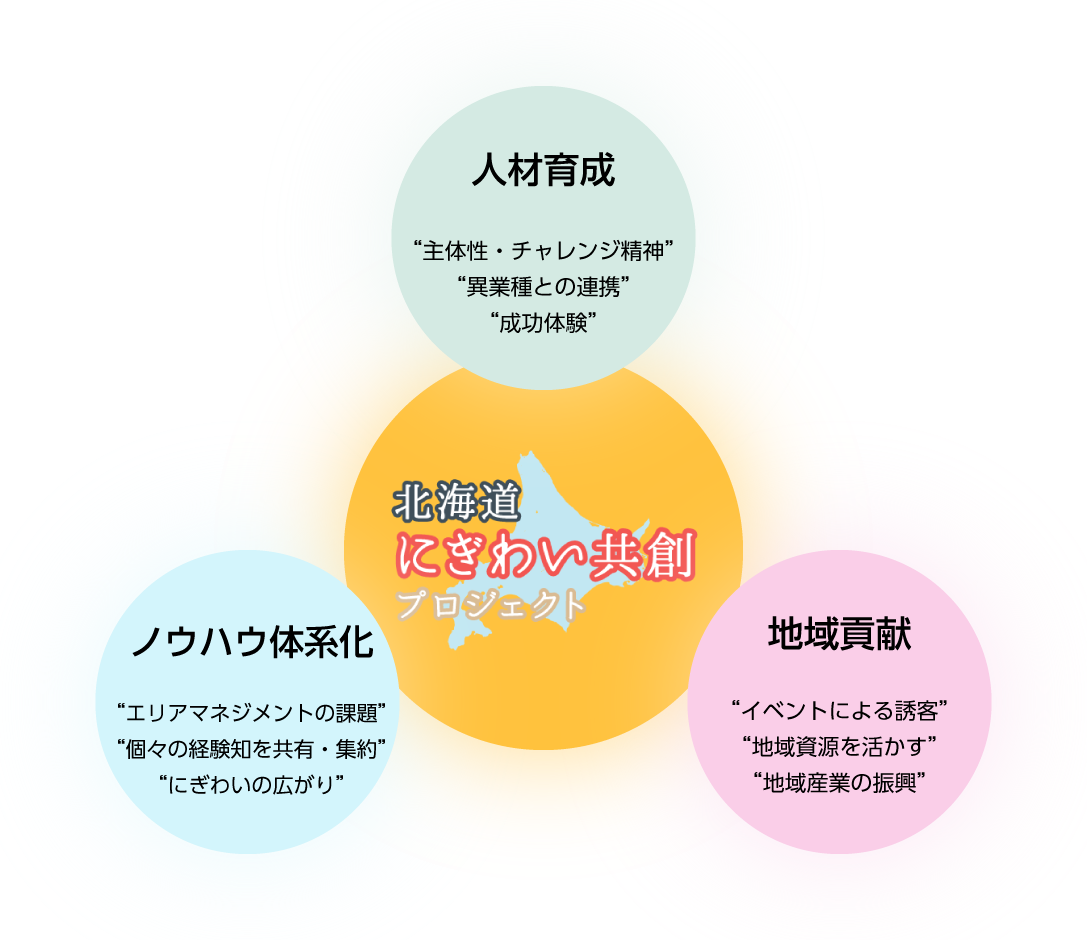 人材育成
“主体性・チャレンジ精神”
“異業種との連携”
“成功体験”
北海道
にぎわい共創
プロジェクト
ノウハウ体系化
“エリアマネジメントの課題”
“個々の経験知を共有・集約”
“にぎわいの広がり”
地域貢献
“イベントによる誘客”
“地域資源を活かす”
“地域産業の振興”